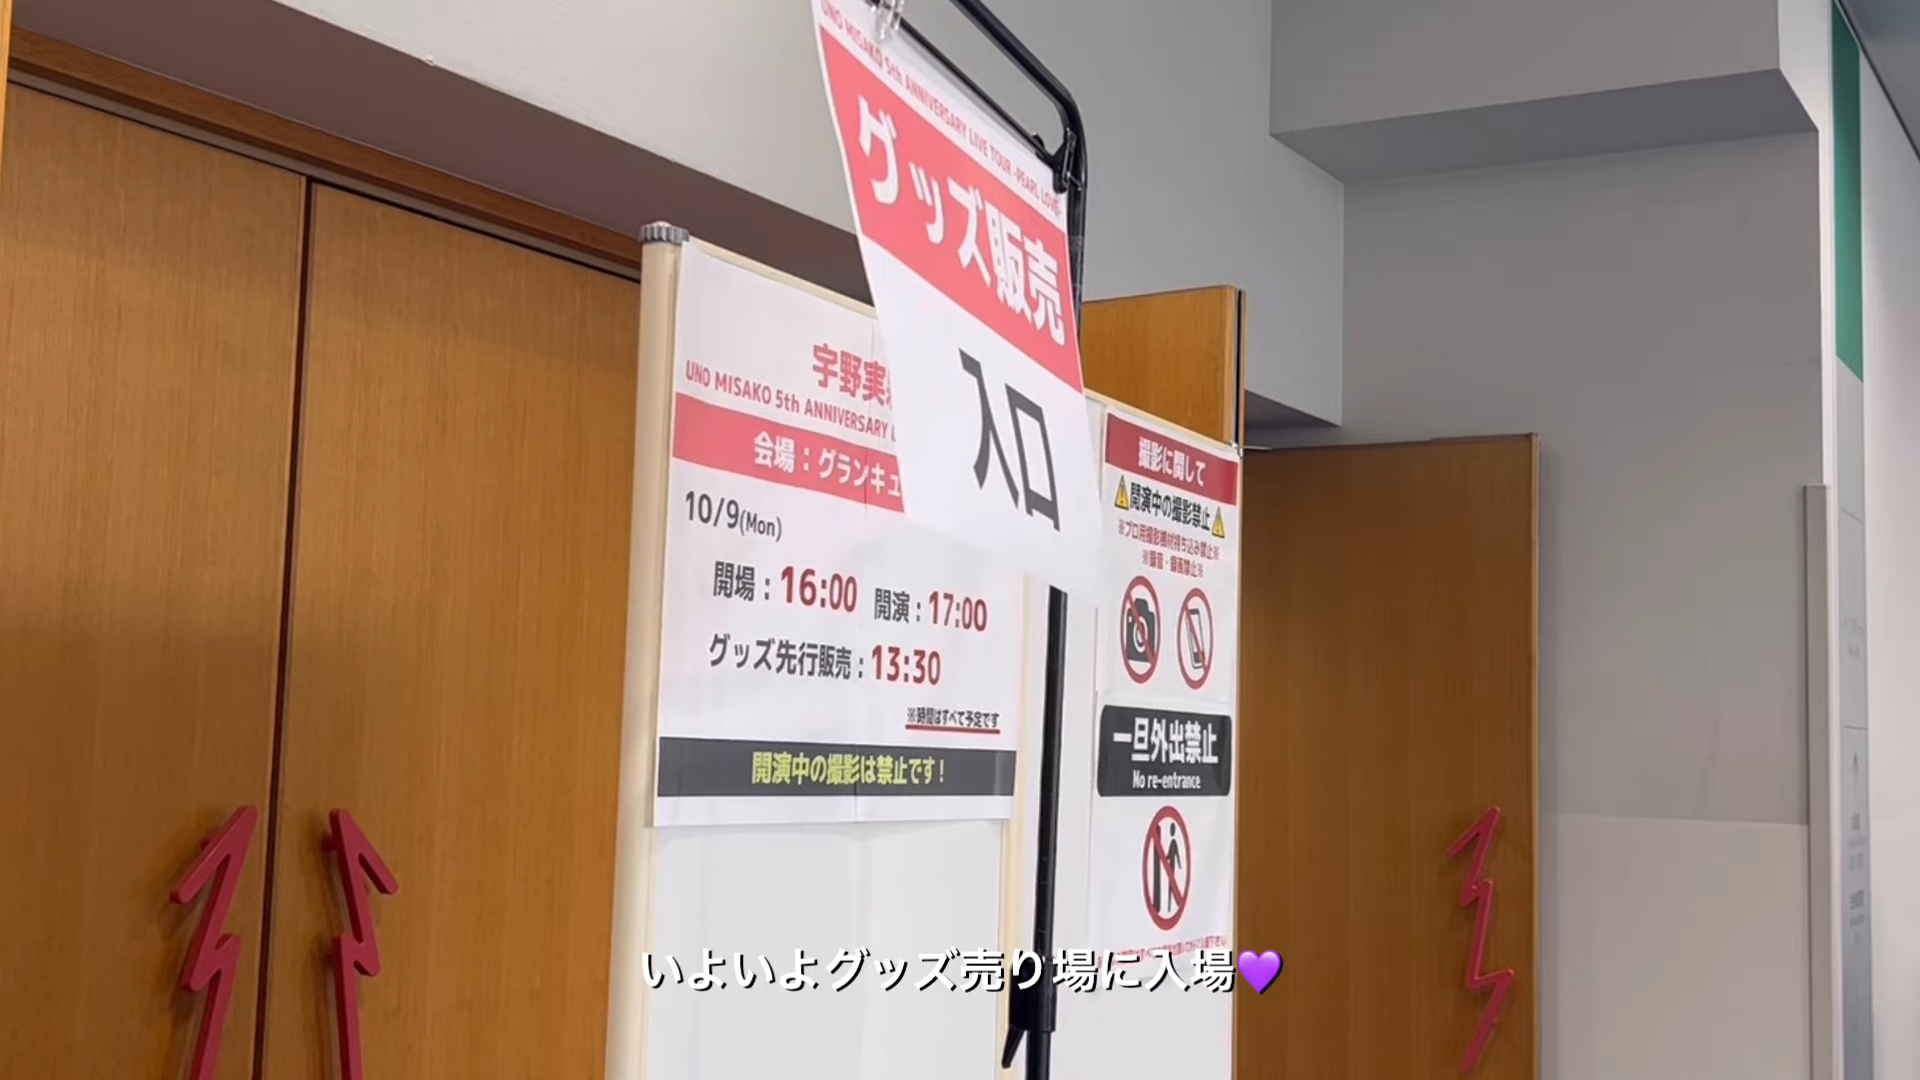 UNO MISAKO 5th ANNIVERSARY LIVE TOUR -PEARL LOVE-
グッズ販売
入口
宇野実
UNO MISAKO 5th ANNIVERSARY
会場：グランキュ
10/9(Mon)
開場：16:00 開演：17:00
グッズ先行販売：13:30
※時間はすべて予定です
開演中の撮影は禁止です！
撮影に関して
開演中の撮影禁止
※プロ用撮影機材持ち込み禁止※
※録音・録画禁止※
一旦外出禁止
No re-entrance
いよいよグッズ売り場に入場💜